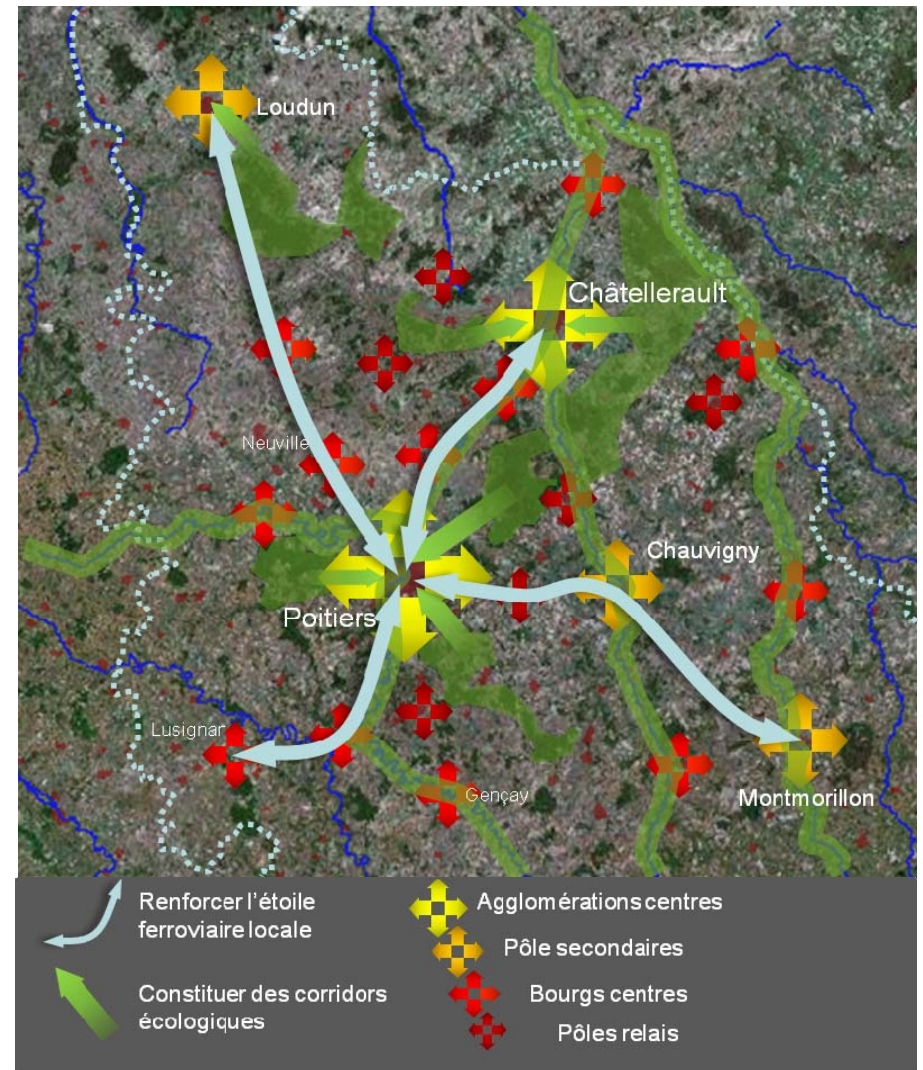 Loudun
Châtellerault
Neuville
Chauvigny
Poitiers
Lusignan
Gençay
Montmorillon
Renforcer l'étoile
ferroviaire locale
Constituer des corridors
écologiques
Agglomérations centres
Pôle secondaires
Bourgs centres
Pôles relais